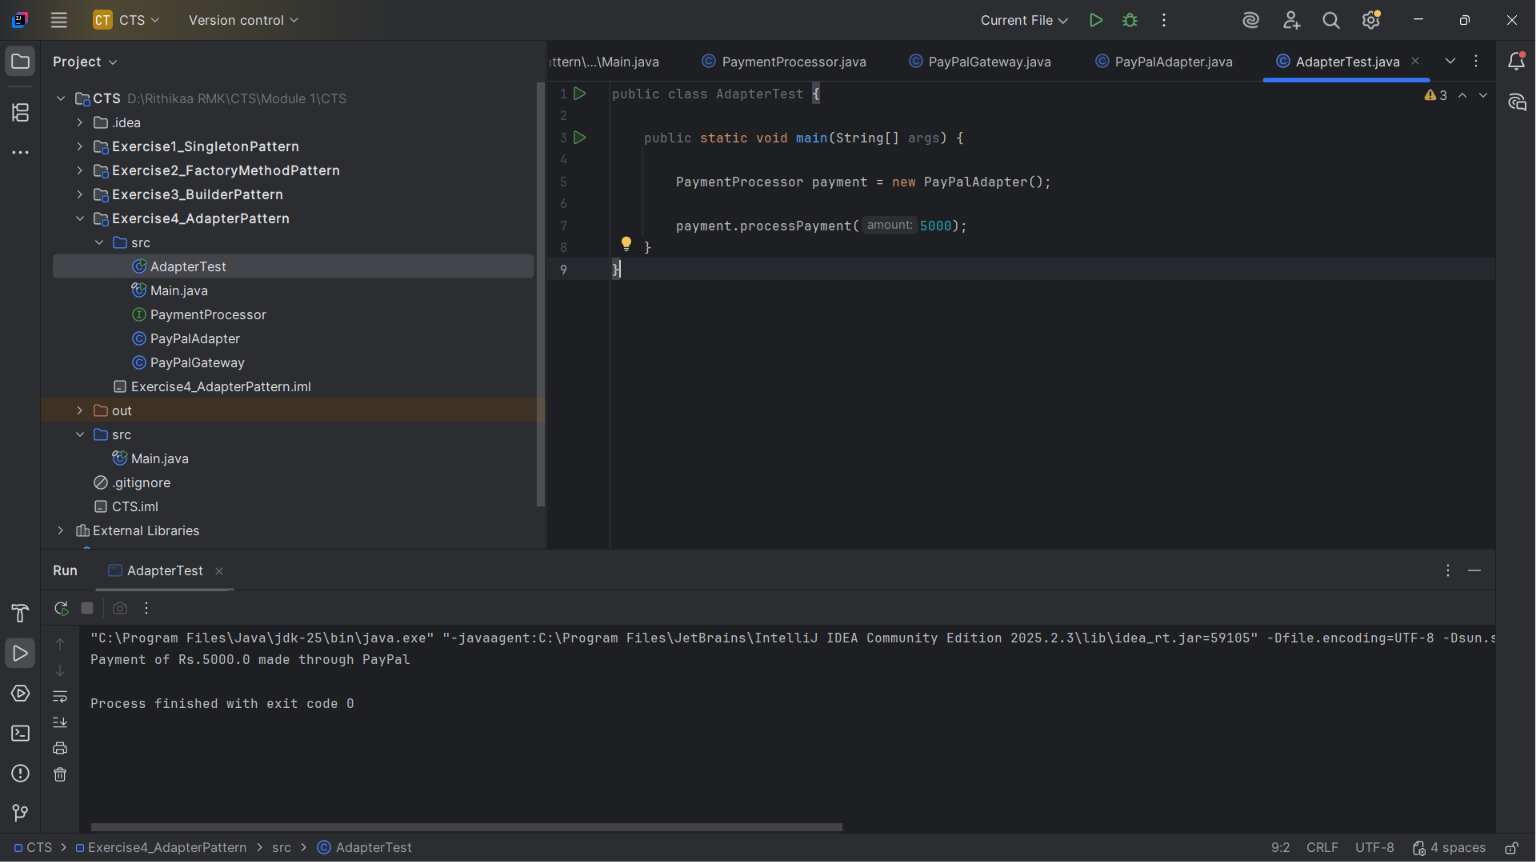 CT CTS Version control Current File
Project
CTS D:\Rithikaa RMK\CTS\Module 1\CTS
.idea
Exercise1_SingletonPattern
Exercise2_FactoryMethodPattern
Exercise3_BuilderPattern
Exercise4_AdapterPattern
src
AdapterTest
Main.java
PaymentProcessor
PayPalAdapter
PayPalGateway
Exercise4_AdapterPattern.iml
out
src
Main.java
.gitignore
CTS.iml
External Libraries
ttern\...\Main.java PaymentProcessor.java PayPalGateway.java PayPalAdapter.java AdapterTest.java
1 public class AdapterTest { 3
2
3 public static void main(String[] args) {
4
5 PaymentProcessor payment = new PayPalAdapter();
6
7 payment.processPayment( amount: 5000);
8 }
9 }
Run AdapterTest
"C:\Program Files\Java\jdk-25\bin\java.exe" "-javaagent:C:\Program Files\JetBrains\IntelliJ IDEA Community Edition 2025.2.3\lib\idea_rt.jar=59105" -Dfile.encoding=UTF-8 -Dsun.s
Payment of Rs.5000.0 made through PayPal
Process finished with exit code 0
CTS > Exercise4_AdapterPattern > src > AdapterTest 9:2 CRLF UTF-8 4 spaces